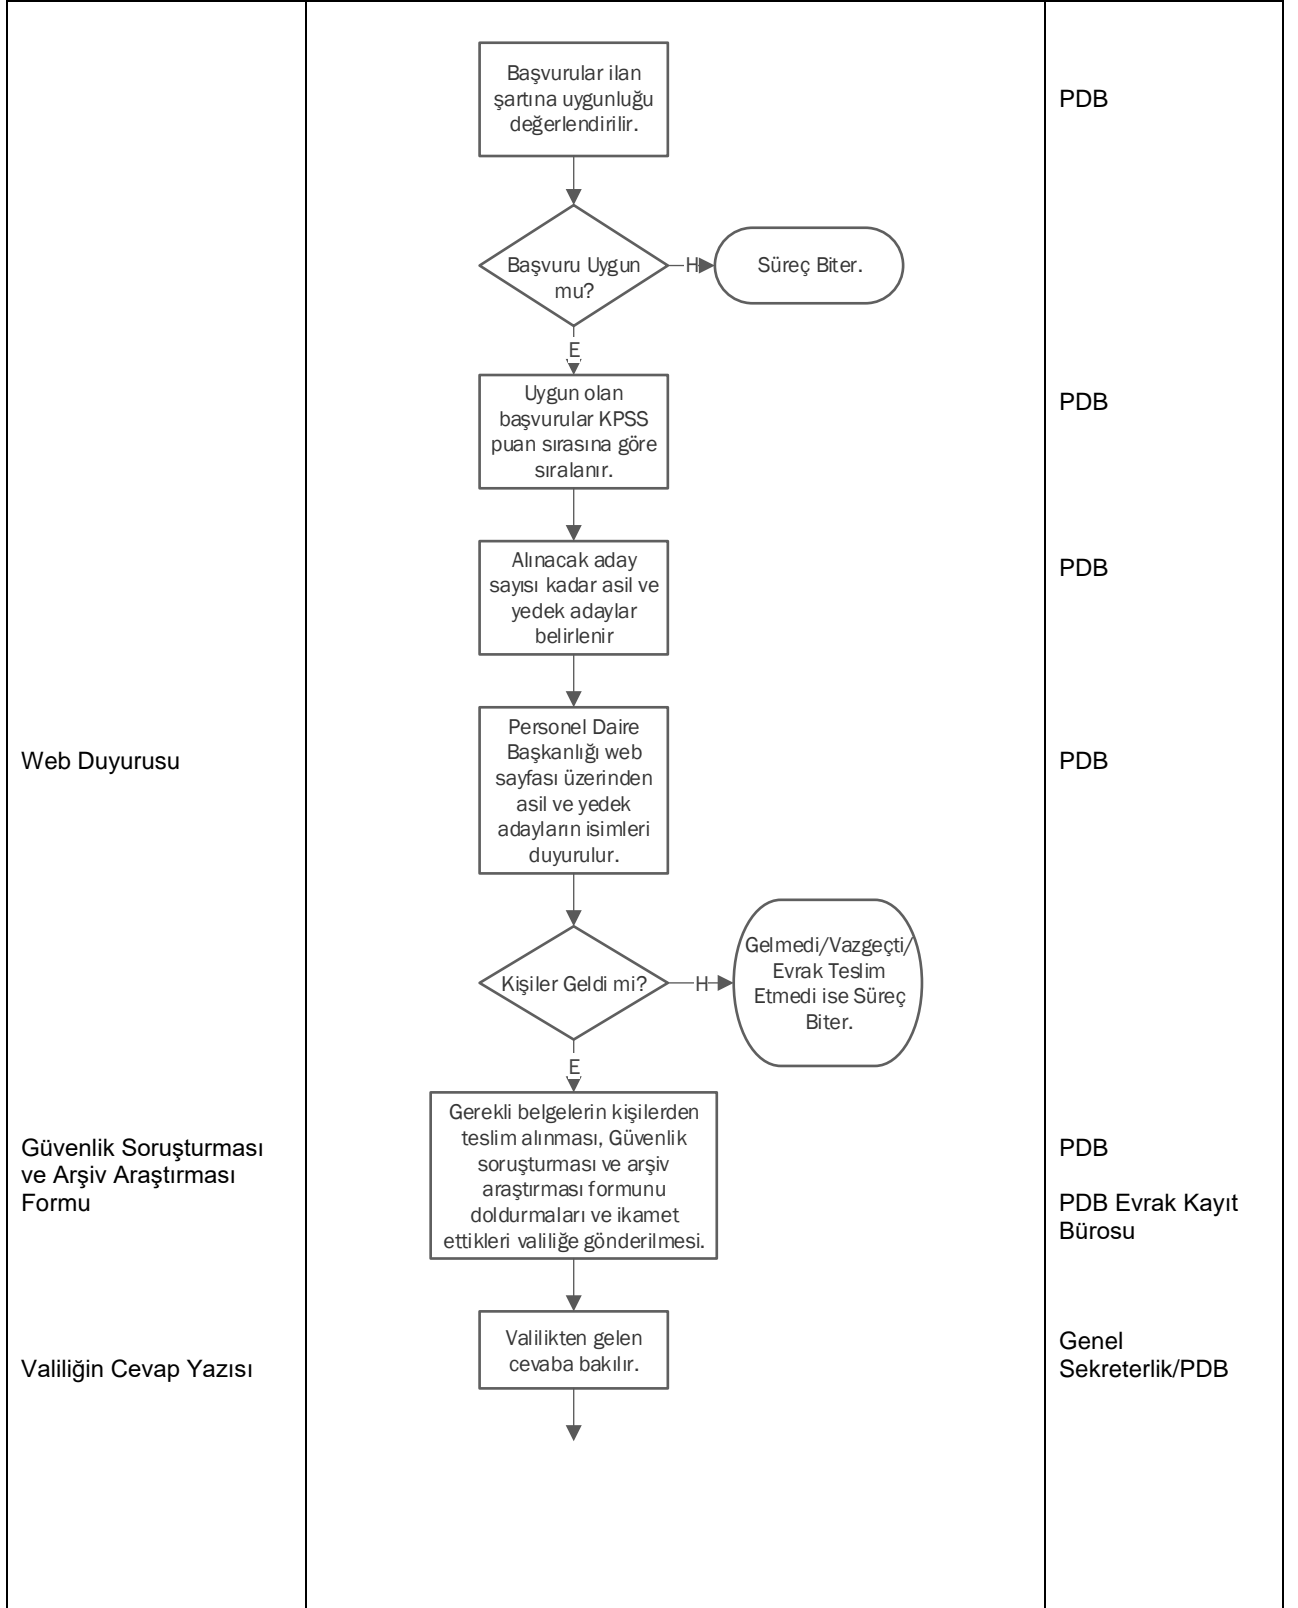 Başvurular ilan
şartına uygunluğu
değerlendirilir.
PDB
Başvuru Uygun
mu?
H
Süreç Biter.
E
Uygun olan
başvurular KPSS
puan sırasına göre
sıralanır.
PDB
Alınacak aday
sayısı kadar asil ve
yedek adaylar
belirlenir
PDB
Web Duyurusu
Personel Daire
Başkanlığı web
sayfası üzerinden
asil ve yedek
adayların isimleri
duyurulur.
PDB
Kişiler Geldi mi?
H
Gelmedi/Vazgeçti/
Evrak Teslim
Etmedi ise Süreç
Biter.
E
Güvenlik Soruşturması
ve Arşiv Araştırması
Formu
Gerekli belgelerin kişilerden
teslim alınması, Güvenlik
soruşturması ve arşiv
araştırması formunu
doldurmaları ve ikamet
ettikleri valiliğe gönderilmesi.
PDB
PDB Evrak Kayıt
Bürosu
Valiliğin Cevap Yazısı
Valilikten gelen
cevaba bakılır.
Genel
Sekreterlik/PDB